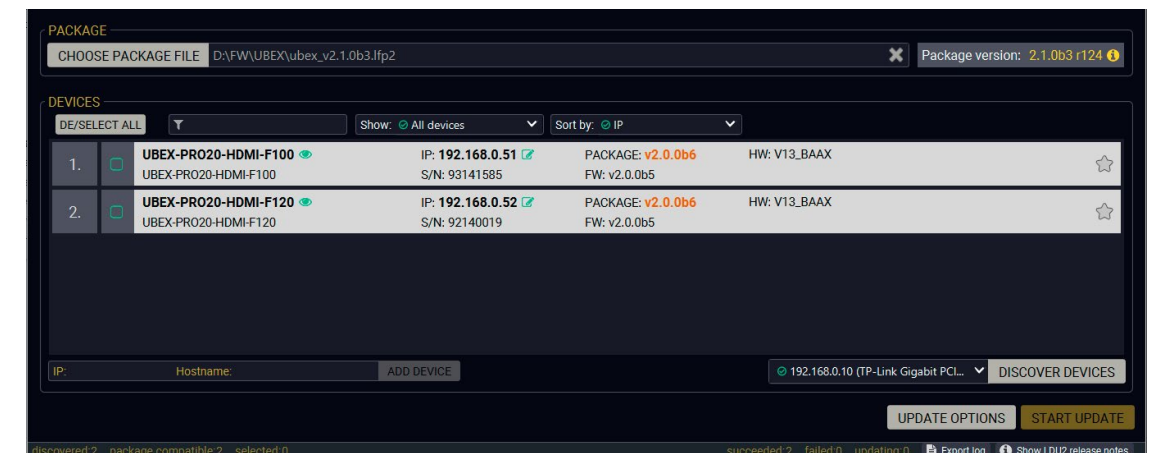 PACKAGE
CHOOSE PACKAGE FILE D:\FW\UBEX\ubex_v2.1.0b3.lfp2 Package version: 2.1.0b3 r124
DEVICES
DE/SELECT ALL Show: All devices Sort by: IP
1. UBEX-PRO20-HDMI-F100 IP: 192.168.0.51 PACKAGE: v2.0.0b6 HW: V13_BAAX
UBEX-PRO20-HDMI-F100 S/N: 93141585 FW: v2.0.0b5
2. UBEX-PRO20-HDMI-F120 IP: 192.168.0.52 PACKAGE: v2.0.0b6 HW: V13_BAAX
UBEX-PRO20-HDMI-F120 S/N: 92140019 FW: v2.0.0b5
IP: Hostname: ADD DEVICE 192.168.0.10 (TP-Link Gigabit PCI... DISCOVER DEVICES
UPDATE OPTIONS START UPDATE
discovered:2 package compatible:2 selected:0 succeeded:2 failed:0 updating:0 Export log Show LDU2 release notes